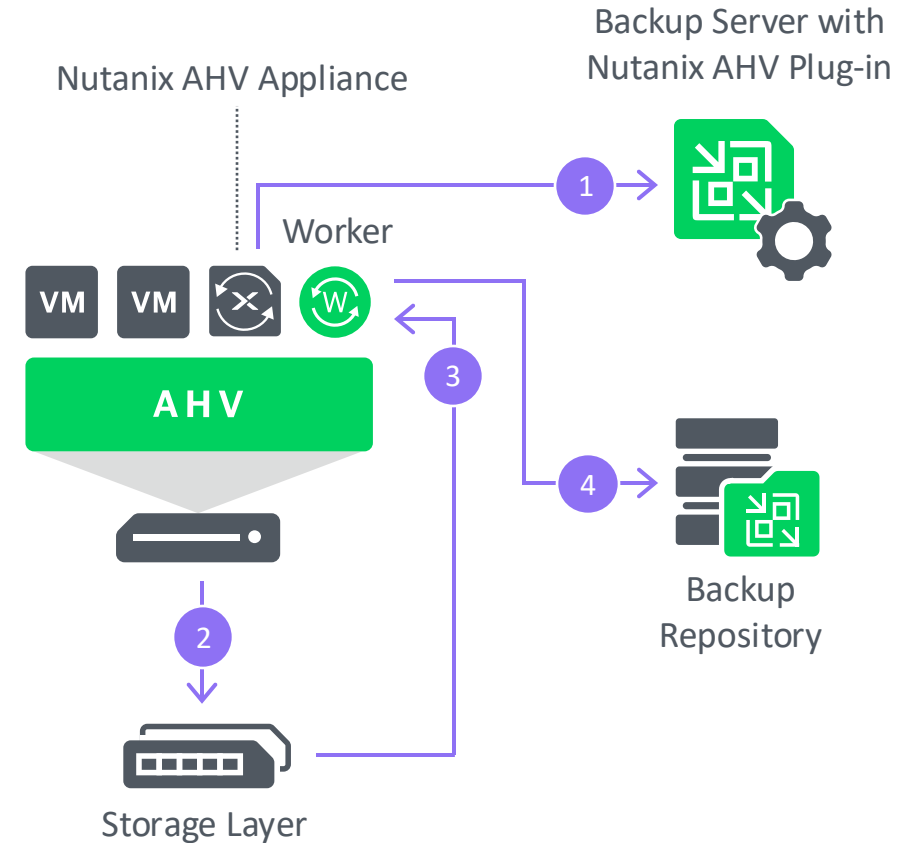 Backup Server with
Nutanix AHV Plug-in
Nutanix AHV Appliance
1
Worker
VM
VM
X
W
3
AHV
4
2
Backup
Repository
Storage Layer